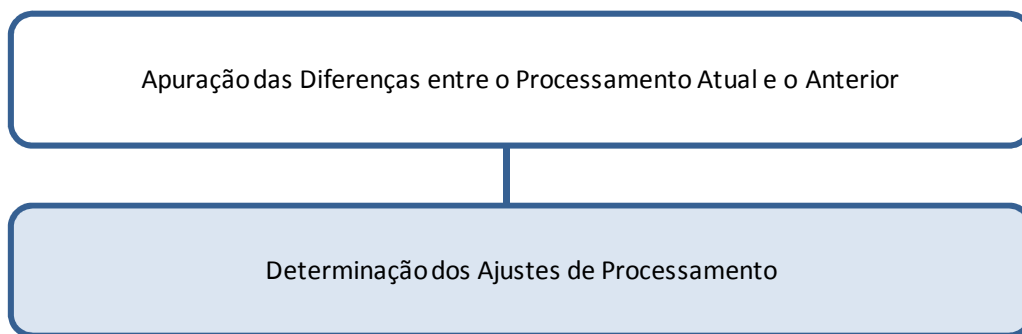 Apuração das Diferenças entre o Processamento Atual e o Anterior
Determinação dos Ajustes de Processamento